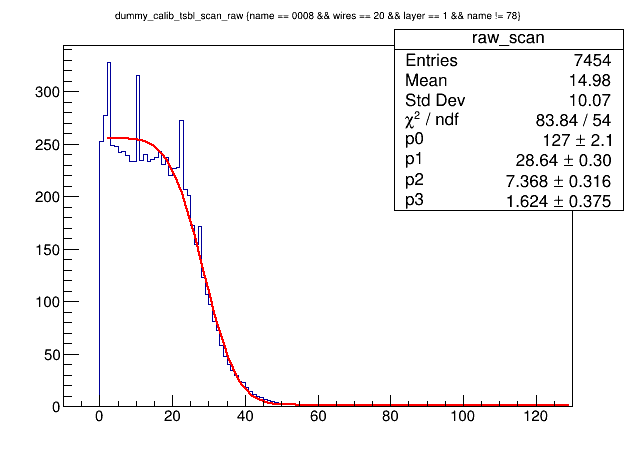 dummy_calib_tsbl_scan_raw {name == 0008 && wires == 20 && layer == 1 && name != 78}
raw_scan
Entries 7454
Mean 14.98
Std Dev 10.07
χ² / ndf 83.84 / 54
p0 127 ± 2.1
p1 28.64 ± 0.30
p2 7.368 ± 0.316
p3 1.624 ± 0.375
300
250
200
150
100
50
0
0 20 40 60 80 100 120